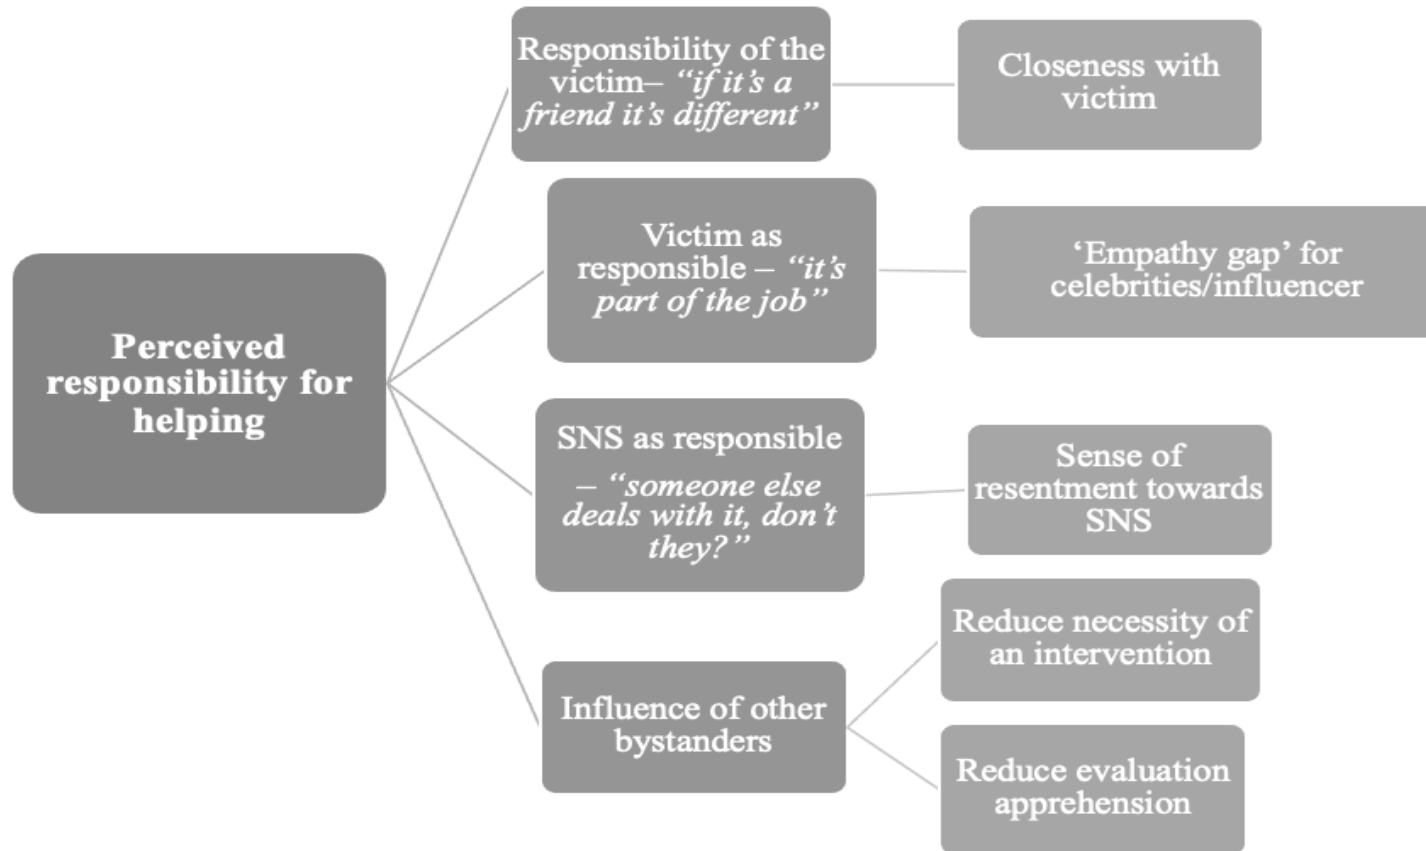 Perceived
responsibility for
helping
Responsibility of the
victim– “if it’s a
friend it’s different”
Closeness with
victim
Victim as
responsible – “it’s
part of the job”
‘Empathy gap’ for
celebrities/influencer
SNS as responsible
– “someone else
deals with it, don’t
they?”
Sense of
resentment towards
SNS
Influence of other
bystanders
Reduce necessity of
an intervention
Reduce evaluation
apprehension